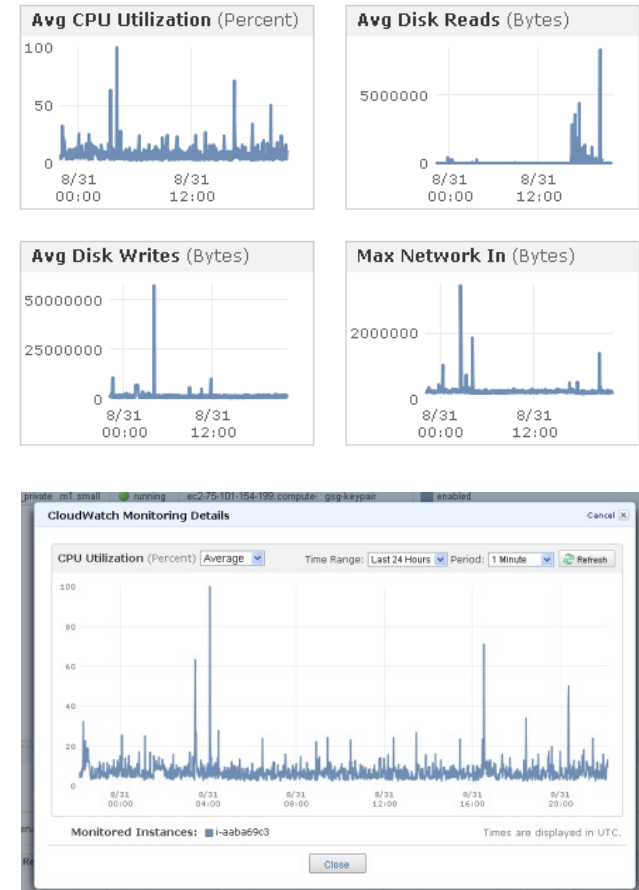 Avg CPU Utilization (Percent)
100
50
0
8/31 8/31
00:00 12:00
Avg Disk Reads (Bytes)
5000000
0
8/31 8/31
00:00 12:00
Avg Disk Writes (Bytes)
50000000
25000000
0
8/31 8/31
00:00 12:00
Max Network In (Bytes)
2000000
0
8/31 8/31
00:00 12:00
private m1.small running ec2-75-101-154-199.compute- gsg-keypair enabled
CloudWatch Monitoring Details Cancel
CPU Utilization (Percent) Average Time Range: Last 24 Hours Period: 1 Minute Refresh
100
80
60
40
20
0
8/31 8/31 8/31 8/31 8/31 8/31
00:00 04:00 08:00 12:00 16:00 20:00
Monitored Instances: i-aaba69c3 Times are displayed in UTC.
Close